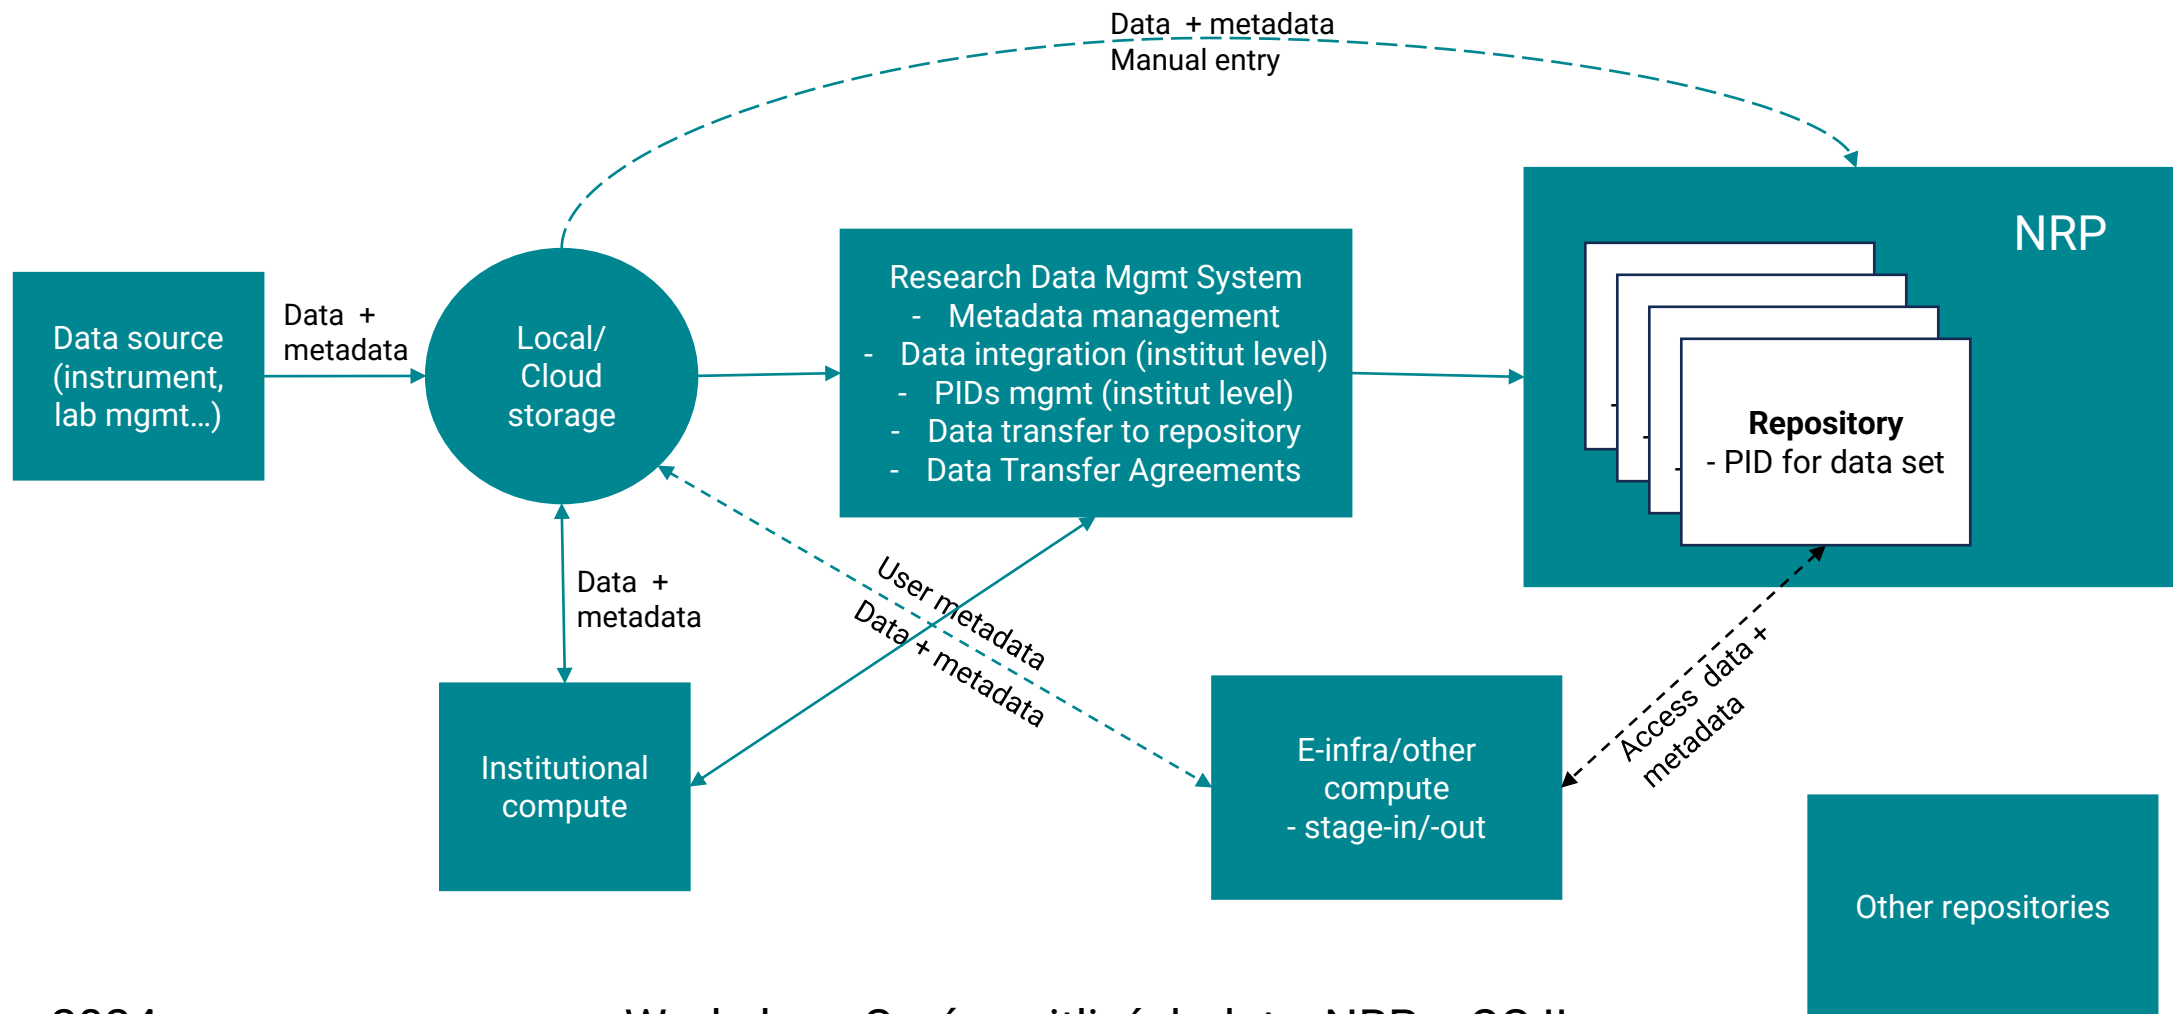 Data + metadata
Manual entry
NRP
Data source
(instrument,
lab mgmt...)
Data +
metadata
Local/
Cloud
storage
Research Data Mgmt System
- Metadata management
- Data integration (institut level)
- PIDs mgmt (institut level)
- Data transfer to repository
- Data Transfer Agreements
Repository
- PID for data set
Data +
metadata
User metadata
Data + metadata
Access data +
metadata
Institutional
compute
E-infra/other
compute
- stage-in/-out
Other repositories